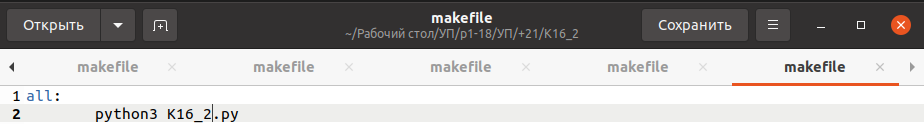 Открыть
makefile
~/Рабочий стол/УП/p1-18/УП/+21/K16_2
Сохранить
makefile
makefile
makefile
makefile
makefile
1 all:
2 python3 K16_2.py